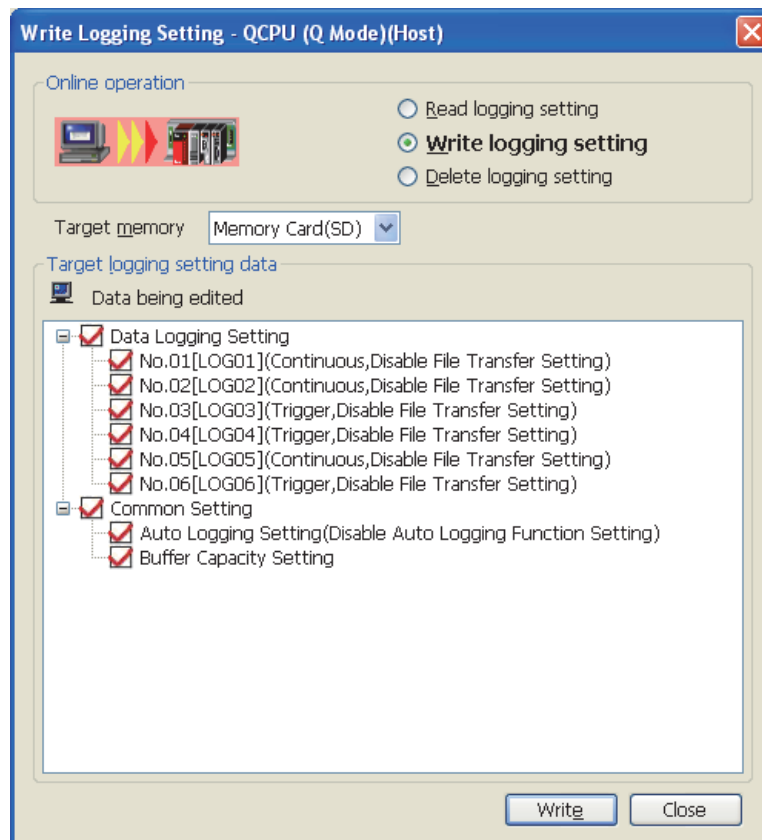 Write Logging Setting - QCPU (Q Mode)(Host)
Online operation
Read logging setting
Write logging setting
Delete logging setting
Target memory Memory Card(SD)
Target logging setting data
Data being edited
Data Logging Setting
No.01[LOG01](Continuous,Disable File Transfer Setting)
No.02[LOG02](Continuous,Disable File Transfer Setting)
No.03[LOG03](Trigger,Disable File Transfer Setting)
No.04[LOG04](Trigger,Disable File Transfer Setting)
No.05[LOG05](Continuous,Disable File Transfer Setting)
No.06[LOG06](Trigger,Disable File Transfer Setting)
Common Setting
Auto Logging Setting(Disable Auto Logging Function Setting)
Buffer Capacity Setting
Write Close